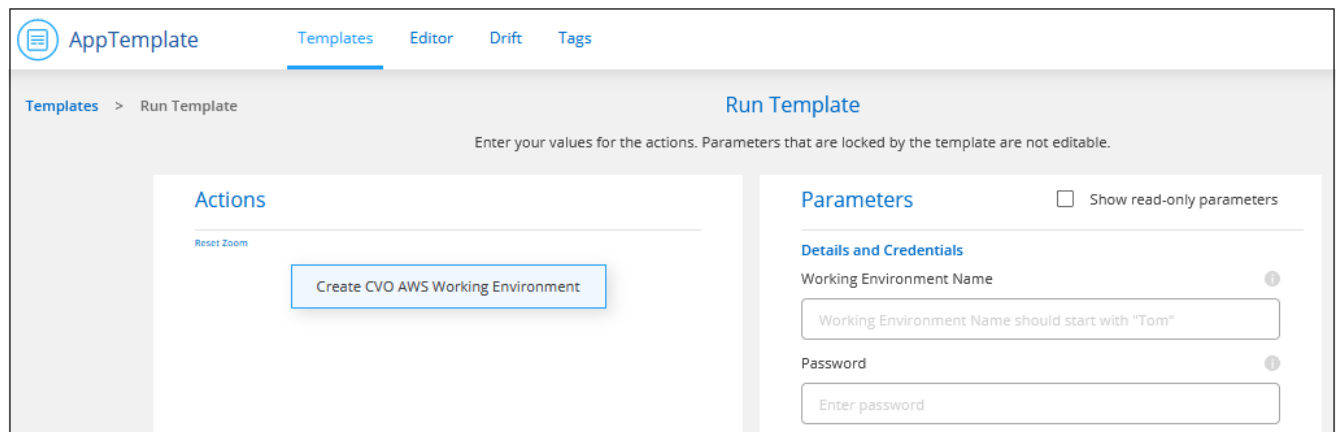 AppTemplate
Templates Editor Drift Tags
Templates > Run Template
Run Template
Enter your values for the actions. Parameters that are locked by the template are not editable.
Actions
Reset Zoom
Create CVO AWS Working Environment
Parameters
Show read-only parameters
Details and Credentials
Working Environment Name
Working Environment Name should start with "Tom"
Password
Enter password